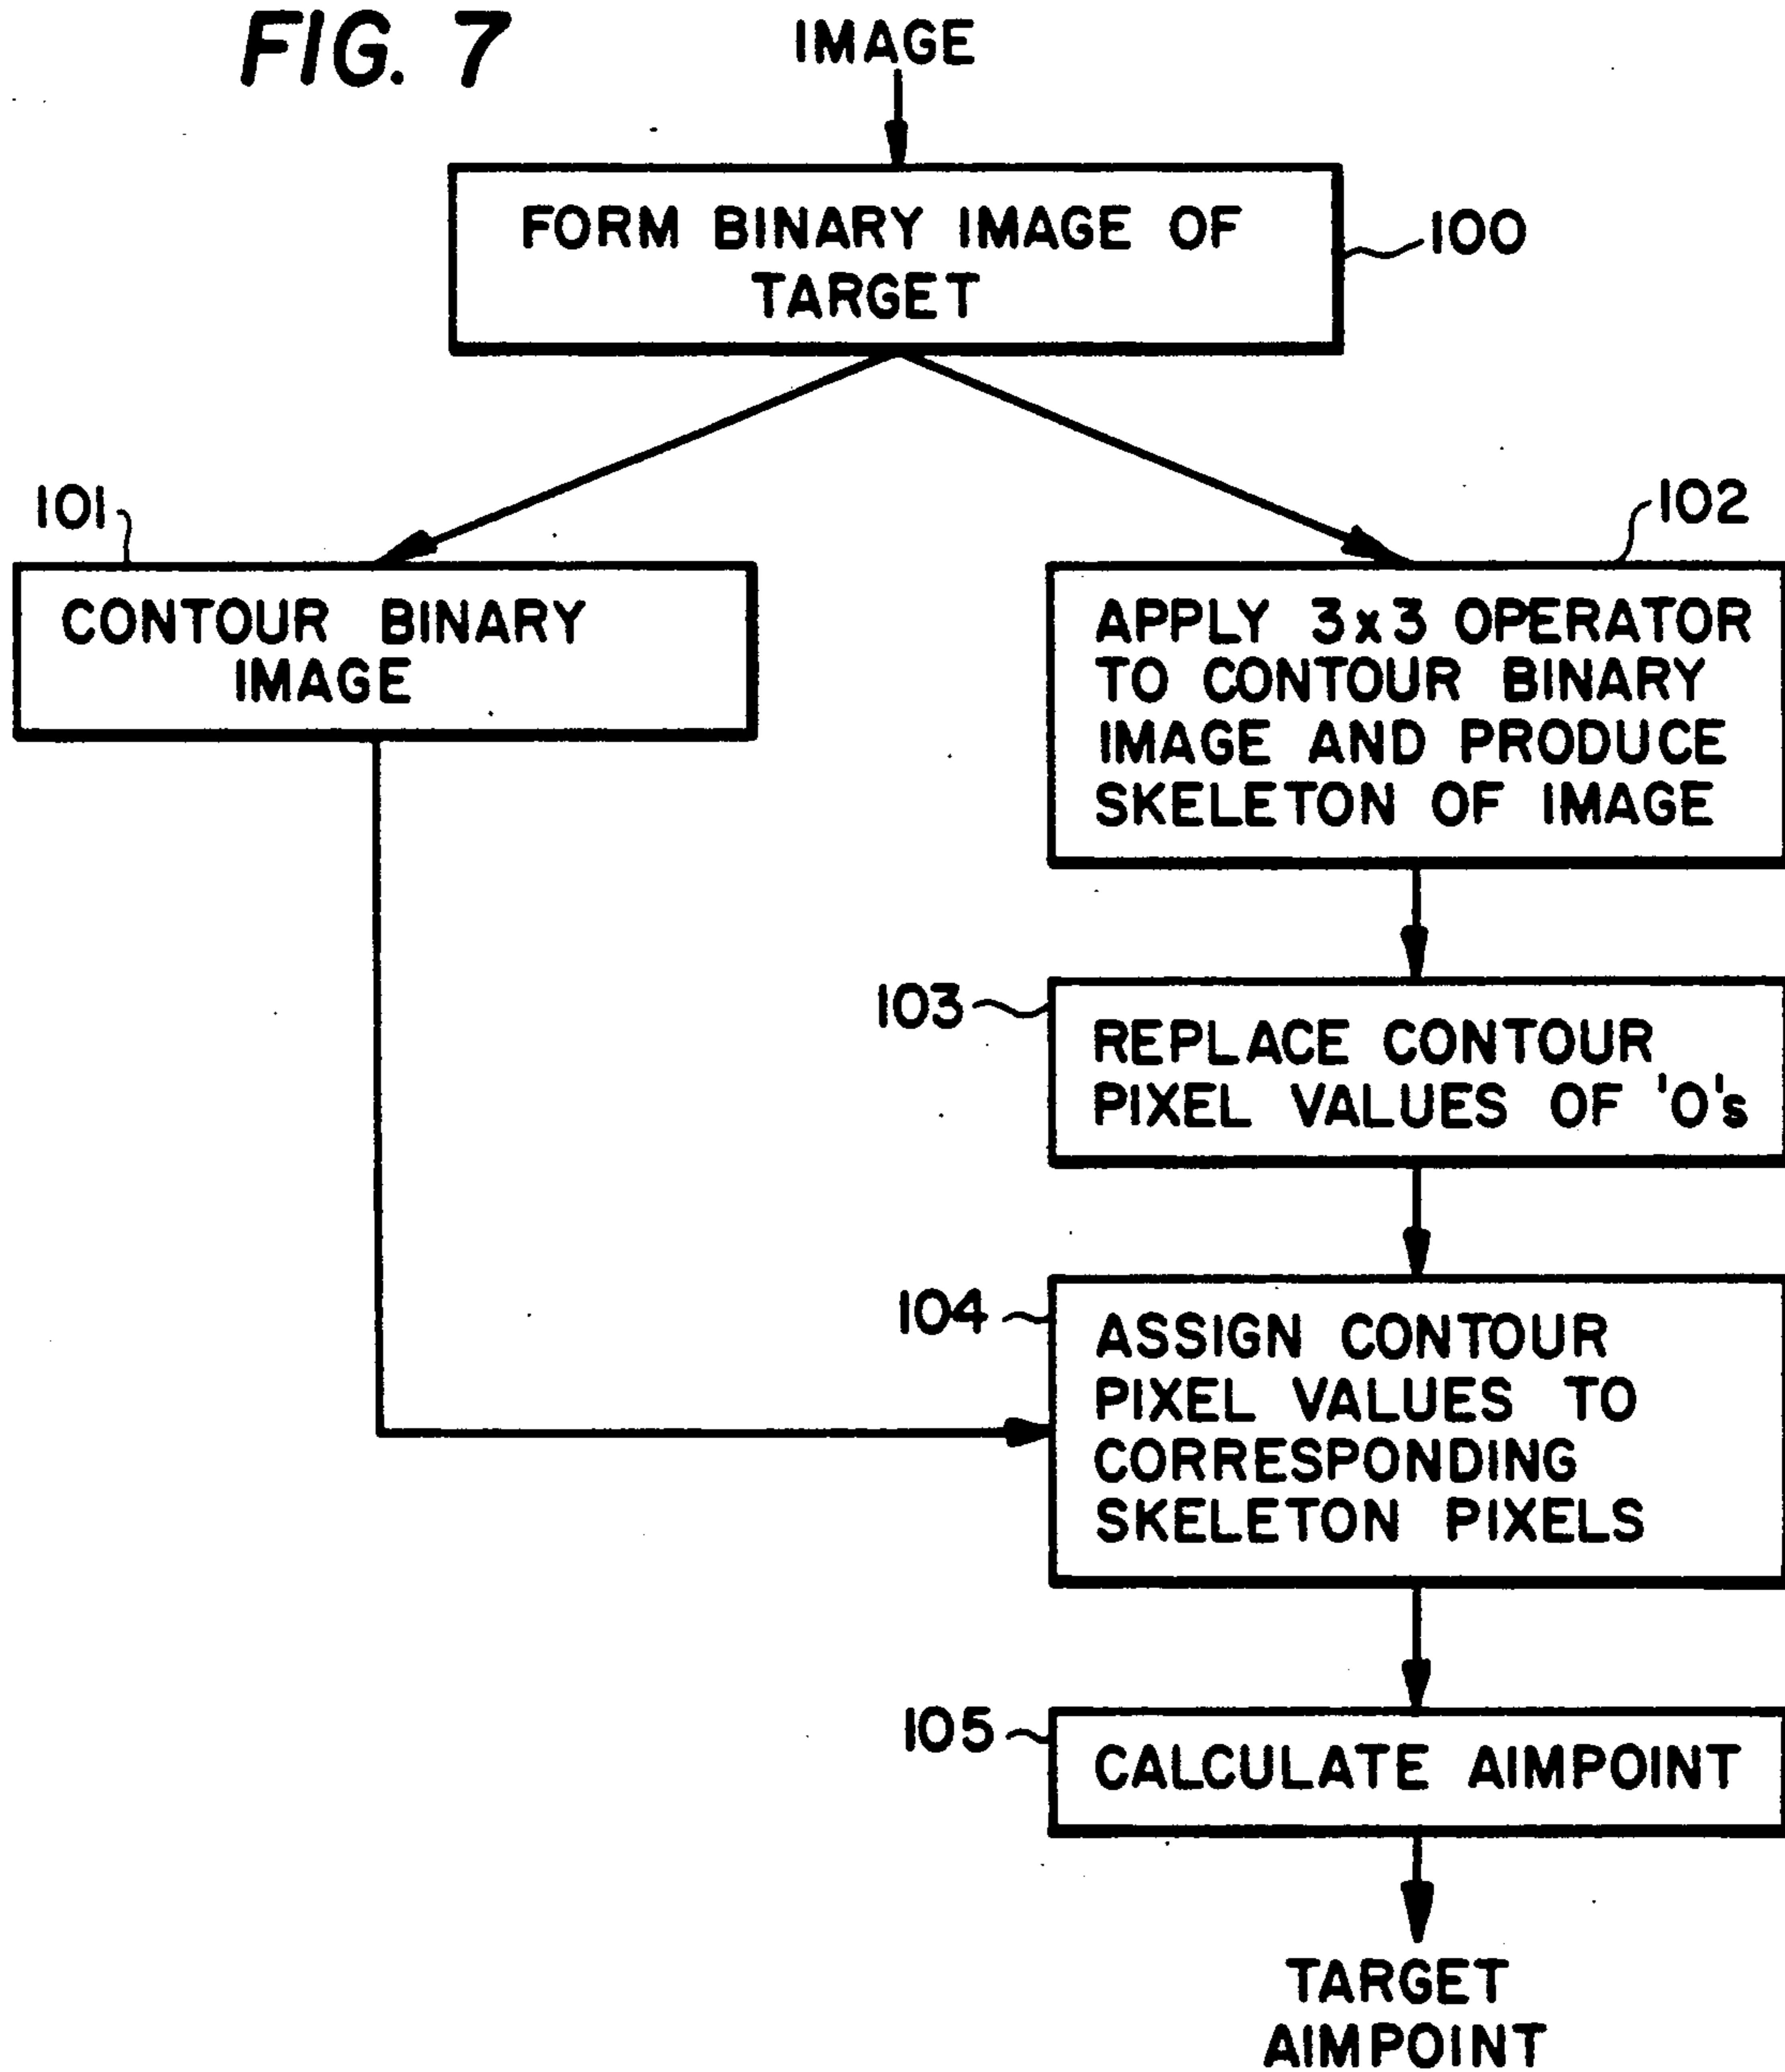 FIG. 7
IMAGE
FORM BINARY IMAGE OF
TARGET
100
101
CONTOUR BINARY
IMAGE
102
APPLY 3x3 OPERATOR
TO CONTOUR BINARY
IMAGE AND PRODUCE
SKELETON OF IMAGE
103
REPLACE CONTOUR
PIXEL VALUES OF '0's
104
ASSIGN CONTOUR
PIXEL VALUES TO
CORRESPONDING
SKELETON PIXELS
105
CALCULATE AIMPOINT
TARGET
AIMPOINT